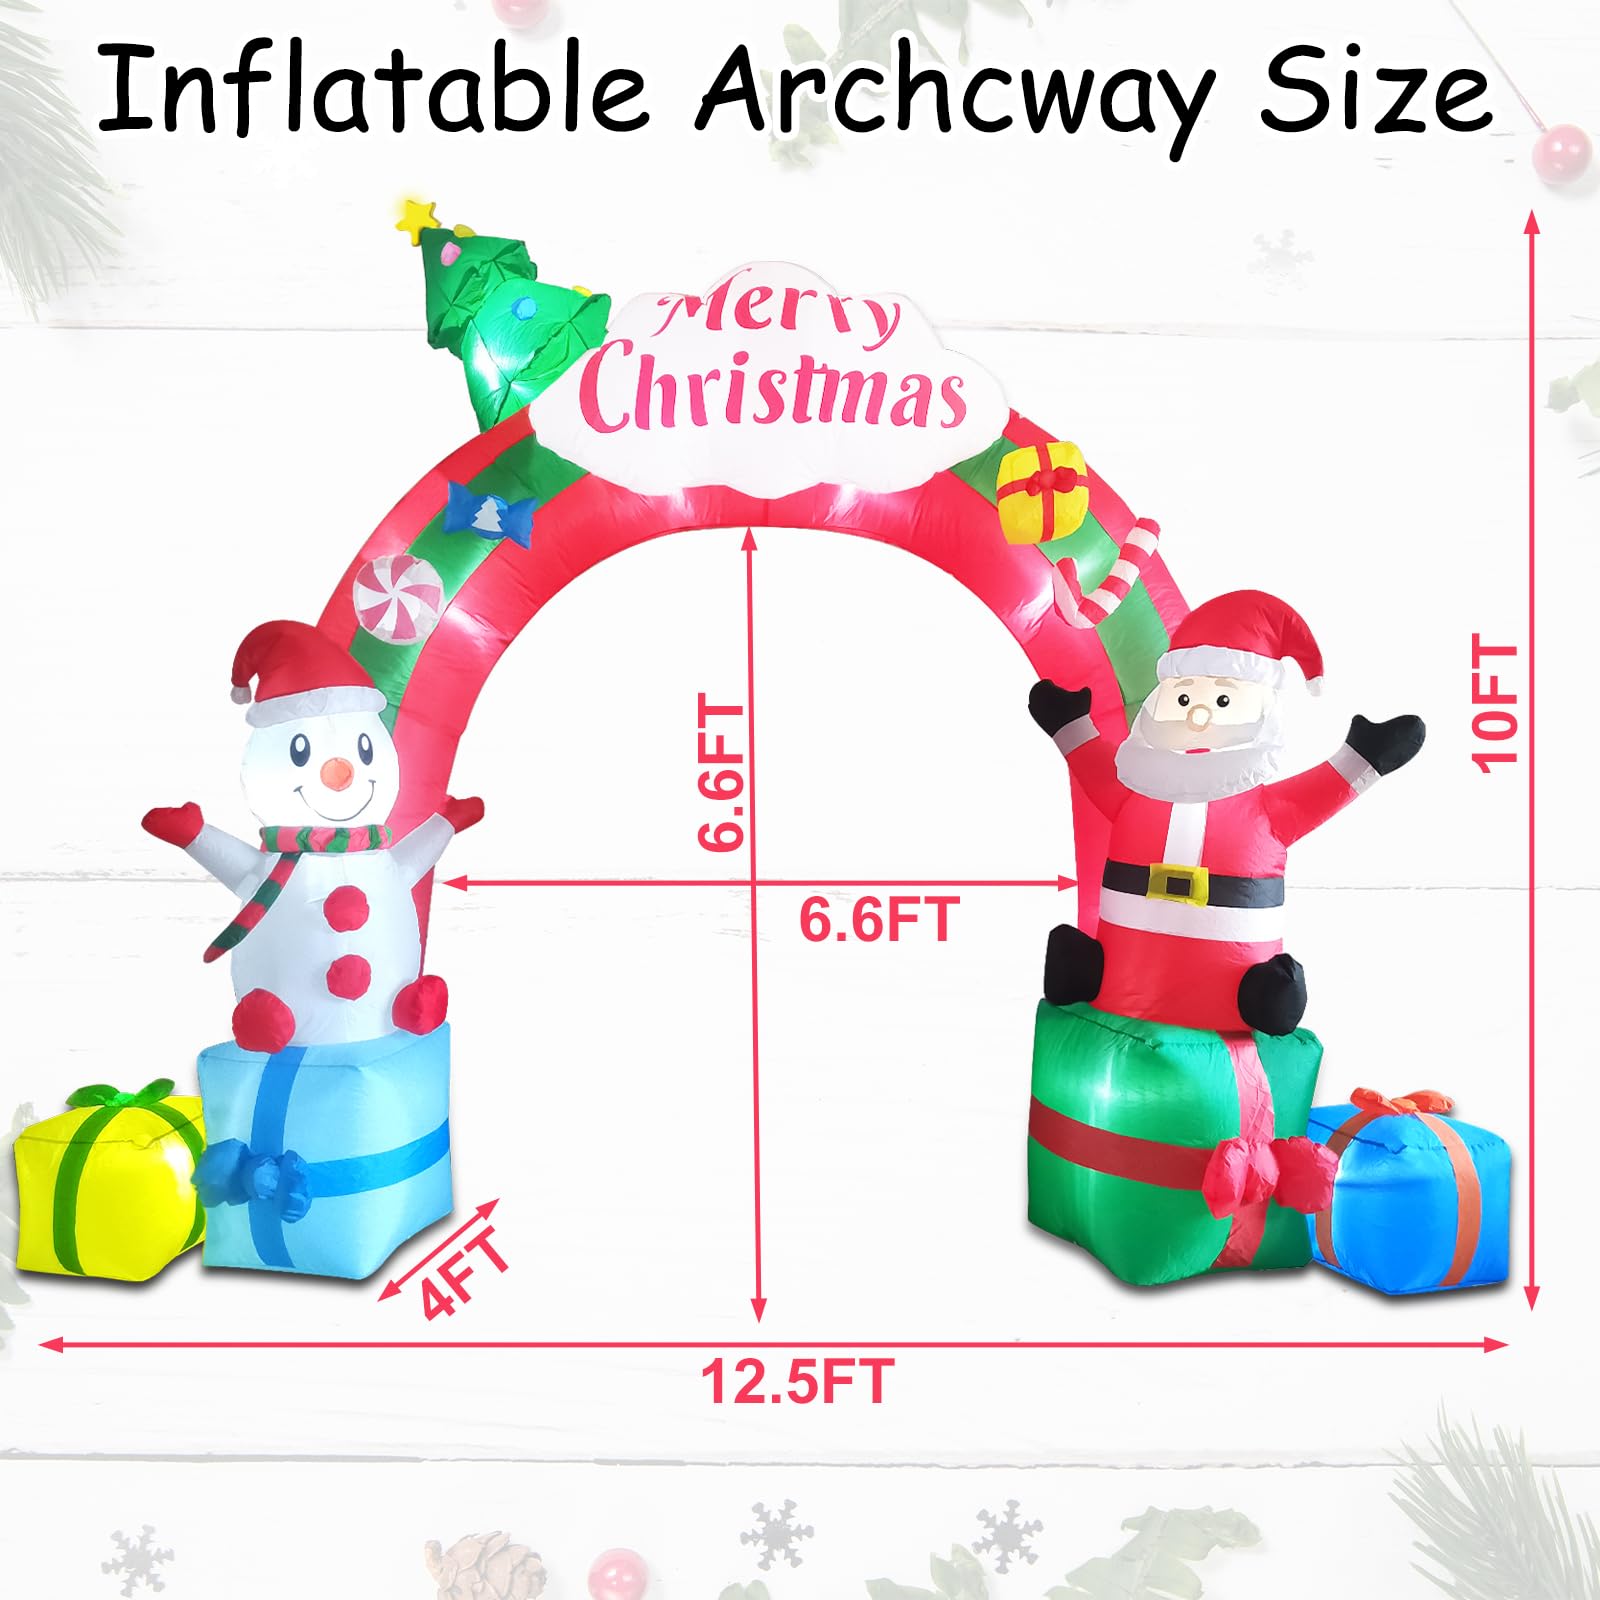 Inflatable Archcway Size
Merry
Christmas
10FT
6.6FT
6.6FT
4FT
12.5FT